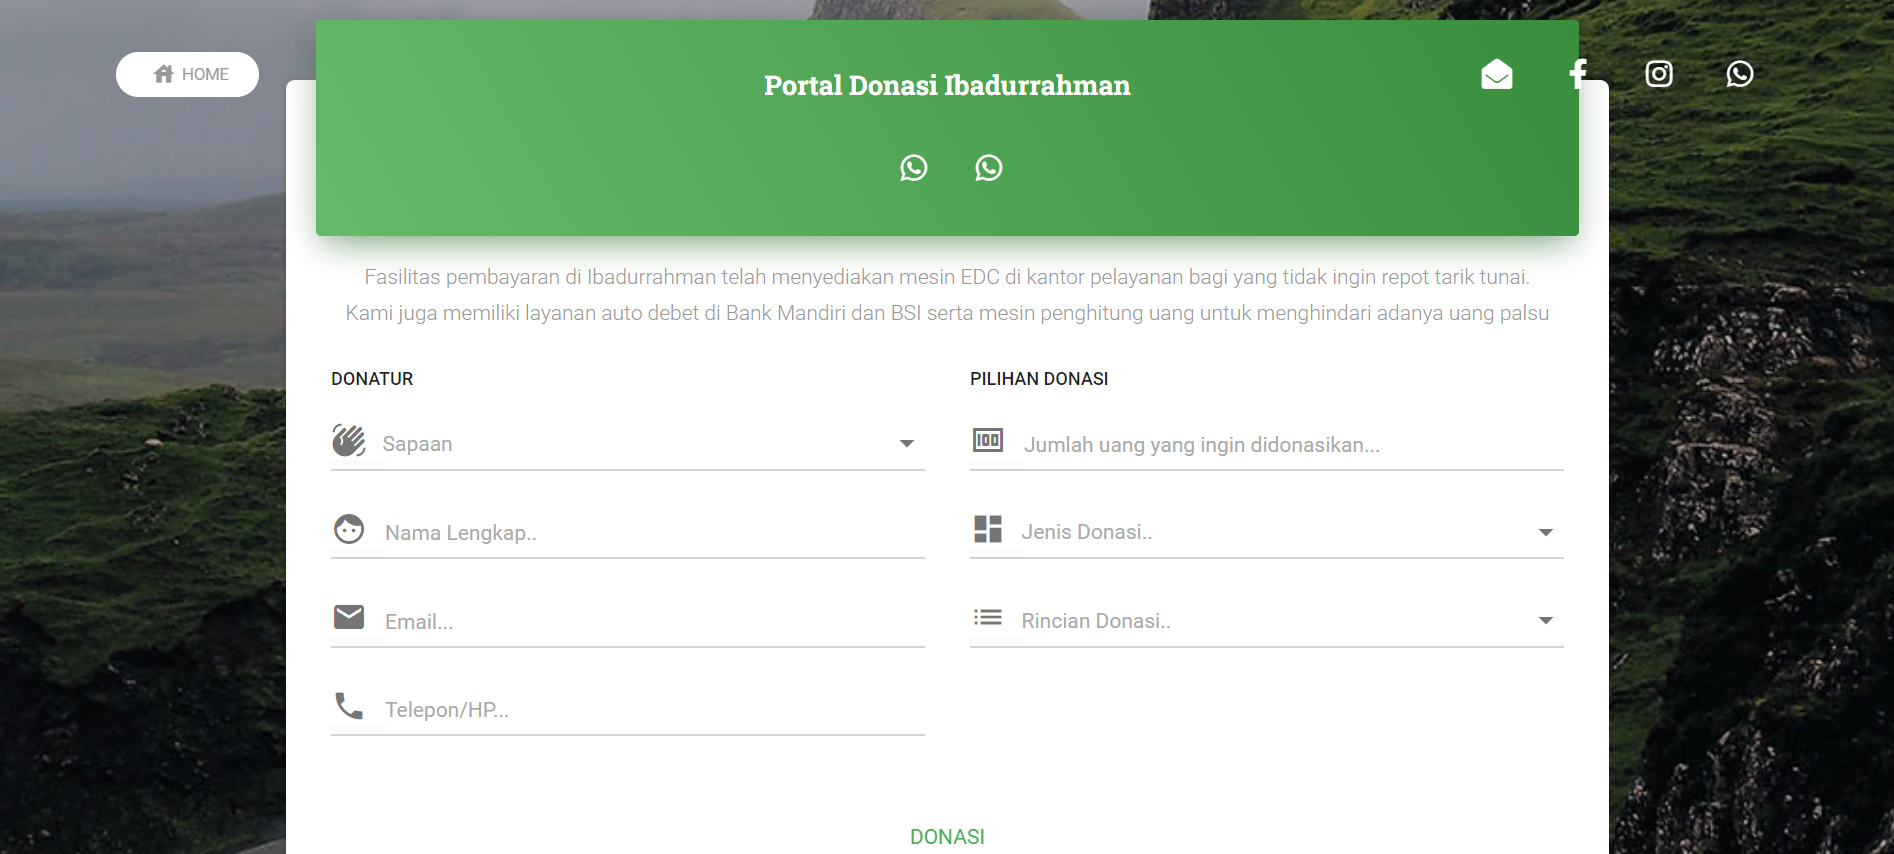 HOME
Portal Donasi Ibadurrahman
Fasilitas pembayaran di Ibadurrahman telah menyediakan mesin EDC di kantor pelayanan bagi yang tidak ingin repot tarik tunai.
Kami juga memiliki layanan auto debet di Bank Mandiri dan BSI serta mesin penghitung uang untuk menghindari adanya uang palsu
DONATUR
Sapaan
Nama Lengkap..
Email...
Telepon/HP...
PILIHAN DONASI
100
Jumlah uang yang ingin didonasikan...
Jenis Donasi..
Rincian Donasi..
DONASI